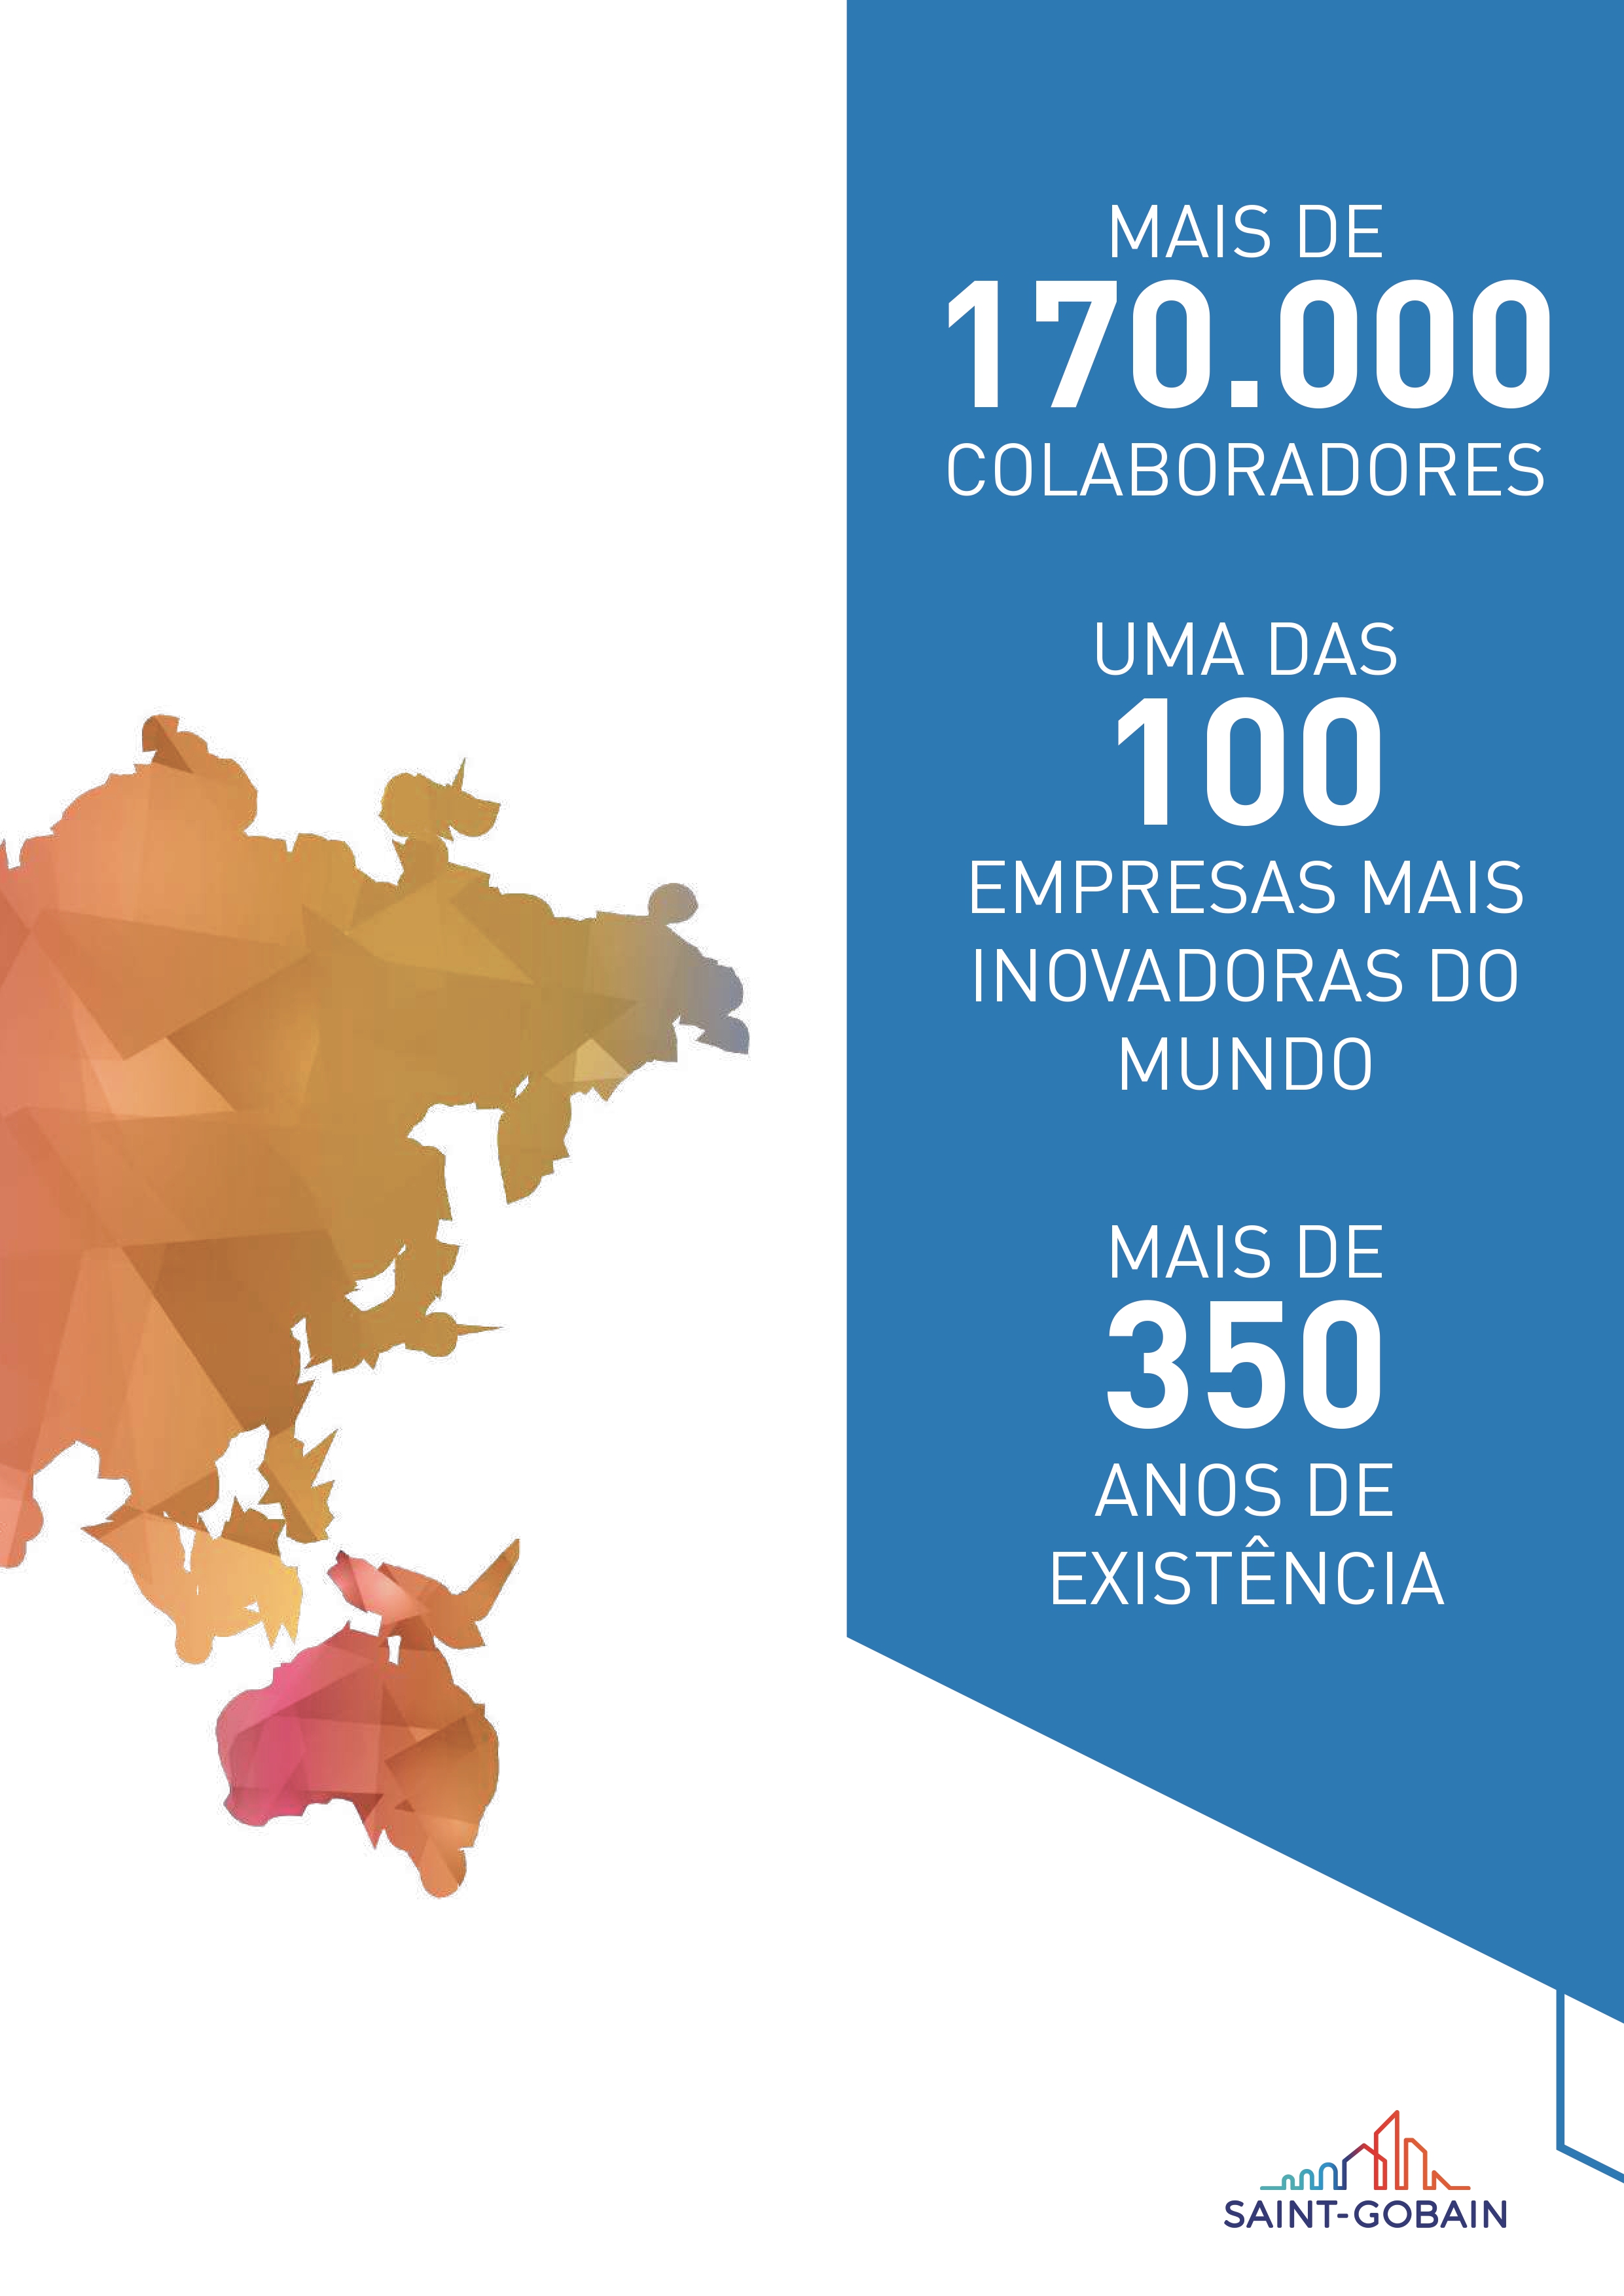 MAIS DE
170.000
COLABORADORES
UMA DAS
100
EMPRESAS MAIS
INOVADORAS DO
MUNDO
MAIS DE
350
ANOS DE
EXISTÊNCIA
SAINT-GOBAIN